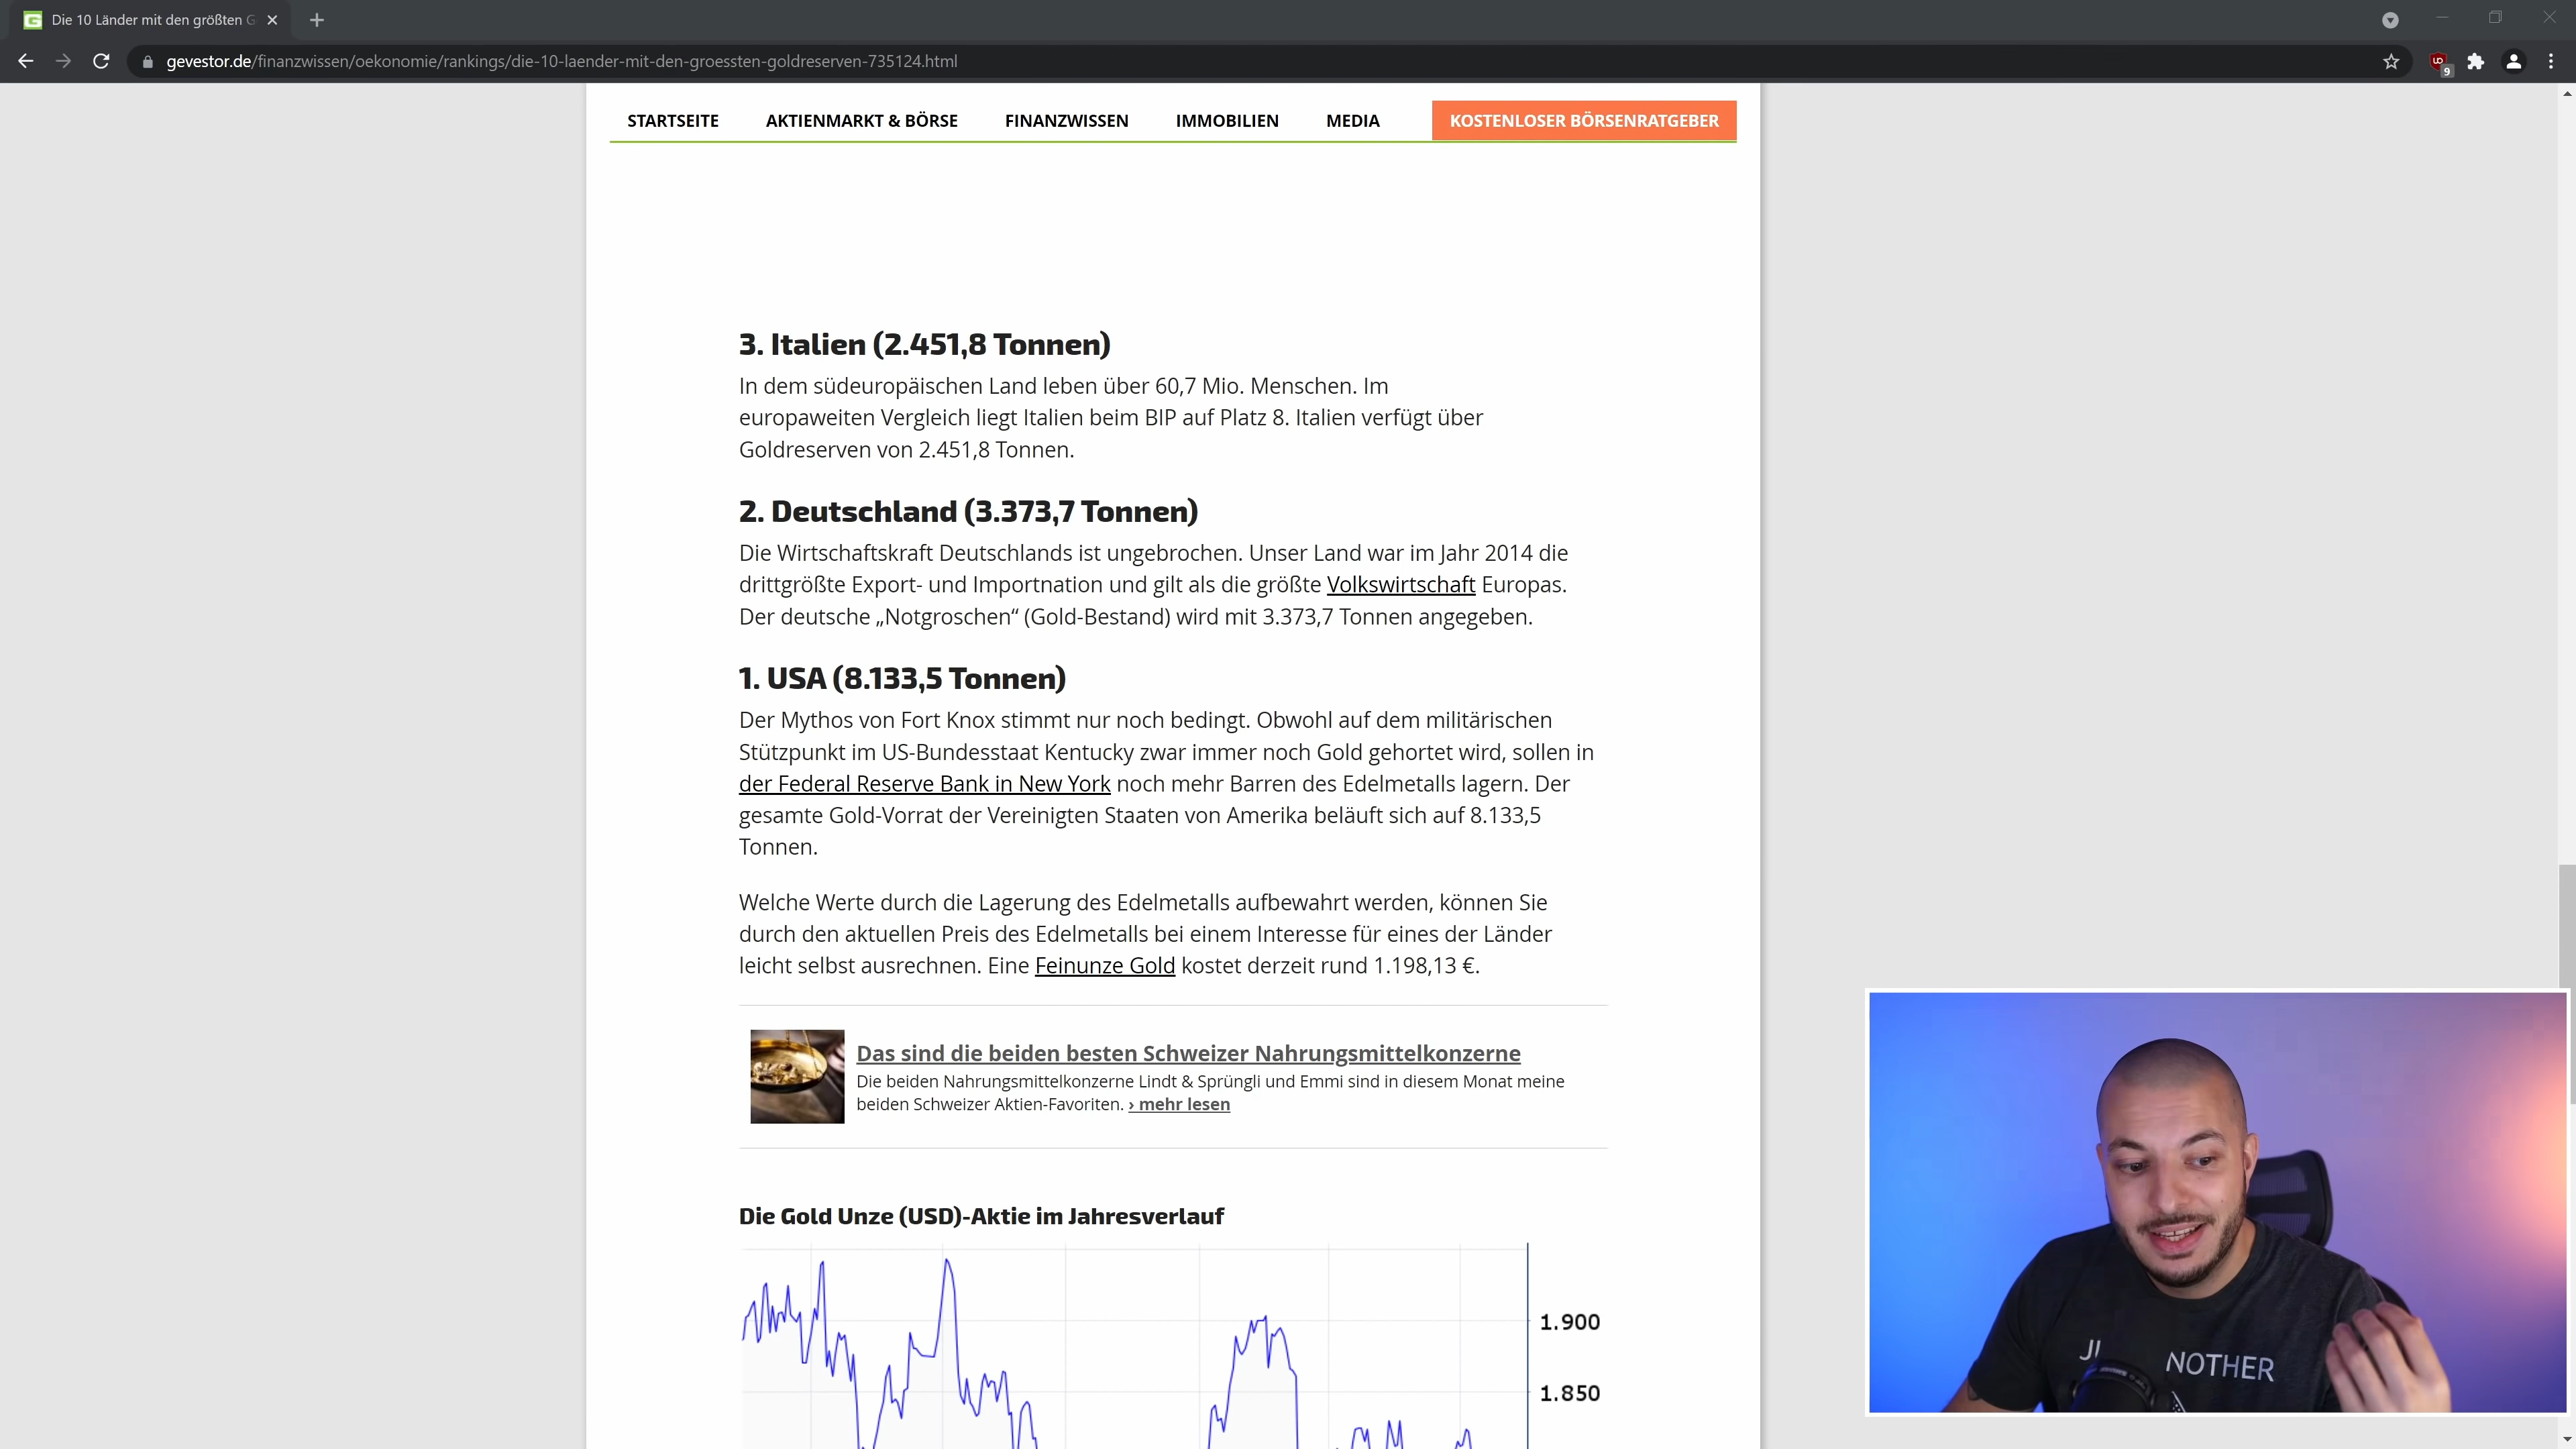 Die 10 Länder mit den größten G
gevestor.de/finanzwissen/oekonomie/rankings/die-10-laender-mit-den-groessten-goldreserven-735124.html
9
STARTSEITE AKTIENMARKT & BÖRSE FINANZWISSEN IMMOBILIEN MEDIA KOSTENLOSER BÖRSENRATGEBER
3. Italien (2.451,8 Tonnen)
In dem südeuropäischen Land leben über 60,7 Mio. Menschen. Im
europaweiten Vergleich liegt Italien beim BIP auf Platz 8. Italien verfügt über
Goldreserven von 2.451,8 Tonnen.
2. Deutschland (3.373,7 Tonnen)
Die Wirtschaftskraft Deutschlands ist ungebrochen. Unser Land war im Jahr 2014 die
drittgrößte Export- und Importnation und gilt als die größte Volkswirtschaft Europas.
Der deutsche „Notgroschen“ (Gold-Bestand) wird mit 3.373,7 Tonnen angegeben.
1. USA (8.133,5 Tonnen)
Der Mythos von Fort Knox stimmt nur noch bedingt. Obwohl auf dem militärischen
Stützpunkt im US-Bundesstaat Kentucky zwar immer noch Gold gehortet wird, sollen in
der Federal Reserve Bank in New York noch mehr Barren des Edelmetalls lagern. Der
gesamte Gold-Vorrat der Vereinigten Staaten von Amerika beläuft sich auf 8.133,5
Tonnen.
Welche Werte durch die Lagerung des Edelmetalls aufbewahrt werden, können Sie
durch den aktuellen Preis des Edelmetalls bei einem Interesse für eines der Länder
leicht selbst ausrechnen. Eine Feinunze Gold kostet derzeit rund 1.198,13 €.
Das sind die beiden besten Schweizer Nahrungsmittelkonzerne
Die beiden Nahrungsmittelkonzerne Lindt & Sprüngli und Emmi sind in diesem Monat meine
beiden Schweizer Aktien-Favoriten. › mehr lesen
Die Gold Unze (USD)-Aktie im Jahresverlauf
1.900
1.850
NOTHER